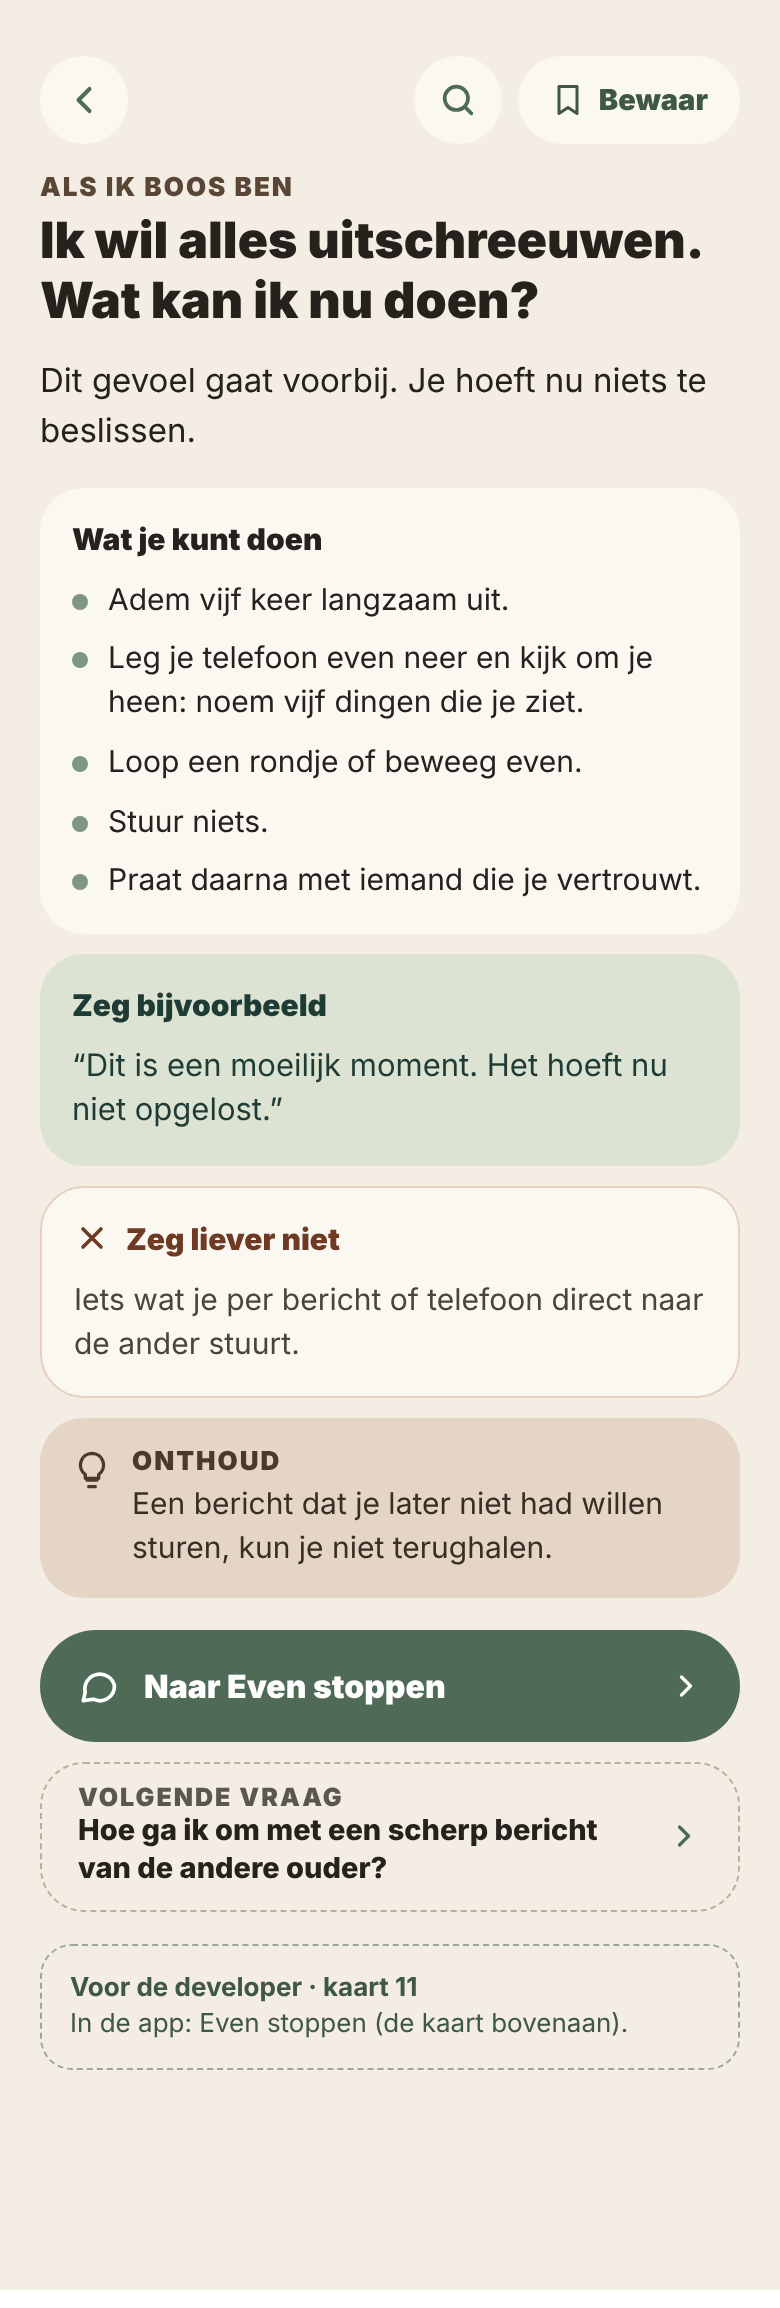 Bewaar
ALS IK BOOS BEN
Ik wil alles uitschreeuwen.
Wat kan ik nu doen?
Dit gevoel gaat voorbij. Je hoeft nu niets te
beslissen.
Wat je kunt doen
Adem vijf keer langzaam uit.
Leg je telefoon even neer en kijk om je
heen: noem vijf dingen die je ziet.
Loop een rondje of beweeg even.
Stuur niets.
Praat daarna met iemand die je vertrouwt.
Zeg bijvoorbeeld
“Dit is een moeilijk moment. Het hoeft nu
niet opgelost.”
Zeg liever niet
Iets wat je per bericht of telefoon direct naar
de ander stuurt.
ONTHOUD
Een bericht dat je later niet had willen
sturen, kun je niet terughalen.
Naar Even stoppen
VOLGENDE VRAAG
Hoe ga ik om met een scherp bericht
van de andere ouder?
Voor de developer · kaart 11
In de app: Even stoppen (de kaart bovenaan).